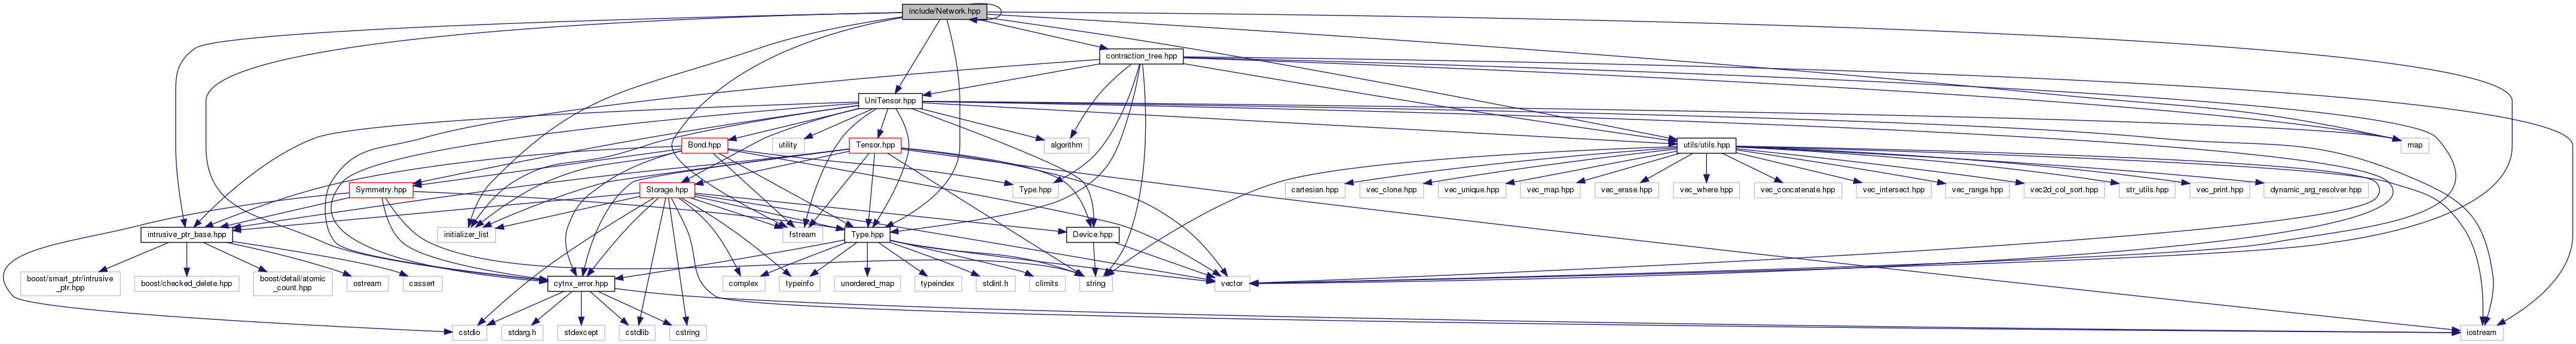 include/Network.hpp
contraction_tree.hpp
UniTensor.hpp
Bond.hpp
utility
Tensor.hpp
algorithm
utils/utils.hpp
map
Symmetry.hpp
Storage.hpp
Type.hpp
cartesian.hpp
vec_clone.hpp
vec_unique.hpp
vec_map.hpp
vec_erase.hpp
vec_where.hpp
vec_concatenate.hpp
vec_intersect.hpp
vec_range.hpp
vec2d_col_sort.hpp
str_utils.hpp
vec_print.hpp
dynamic_arg_resolver.hpp
intrusive_ptr_base.hpp
initializer_list
fstream
Type.hpp
Device.hpp
boost/smart_ptr/intrusive
_ptr.hpp
boost/checked_delete.hpp
boost/detail/atomic
_count.hpp
ostream
cassert
cytnx_error.hpp
complex
typeinfo
unordered_map
typeindex
stdint.h
climits
string
vector
cstdio
stdarg.h
stdexcept
cstdlib
cstring
iostream